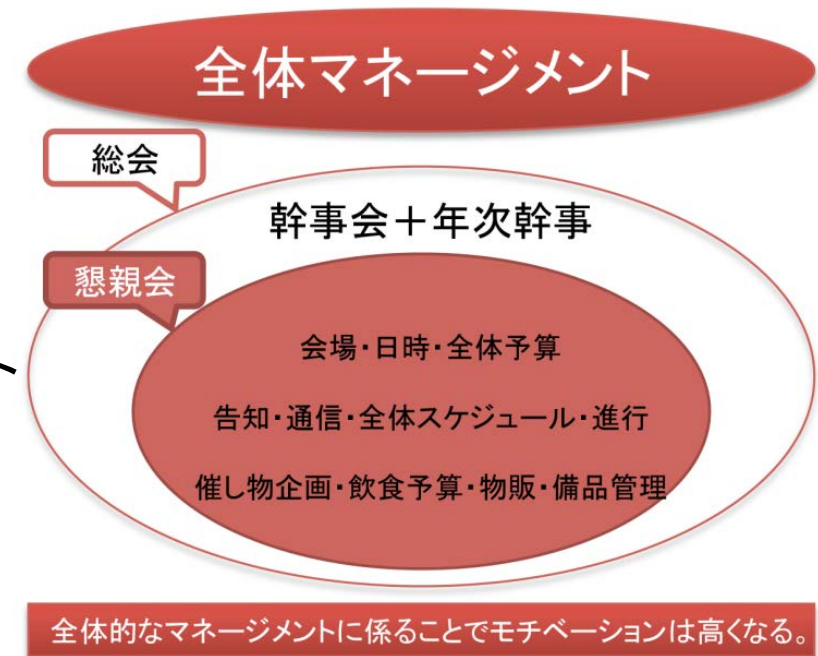 全体マネージメント
総会
幹事会＋年次幹事
懇親会
会場・日時・全体予算
告知・通信・全体スケジュール・進行
催し物企画・飲食予算・物販・備品管理
全体的なマネージメントに係ることでモチベーションは高くなる。